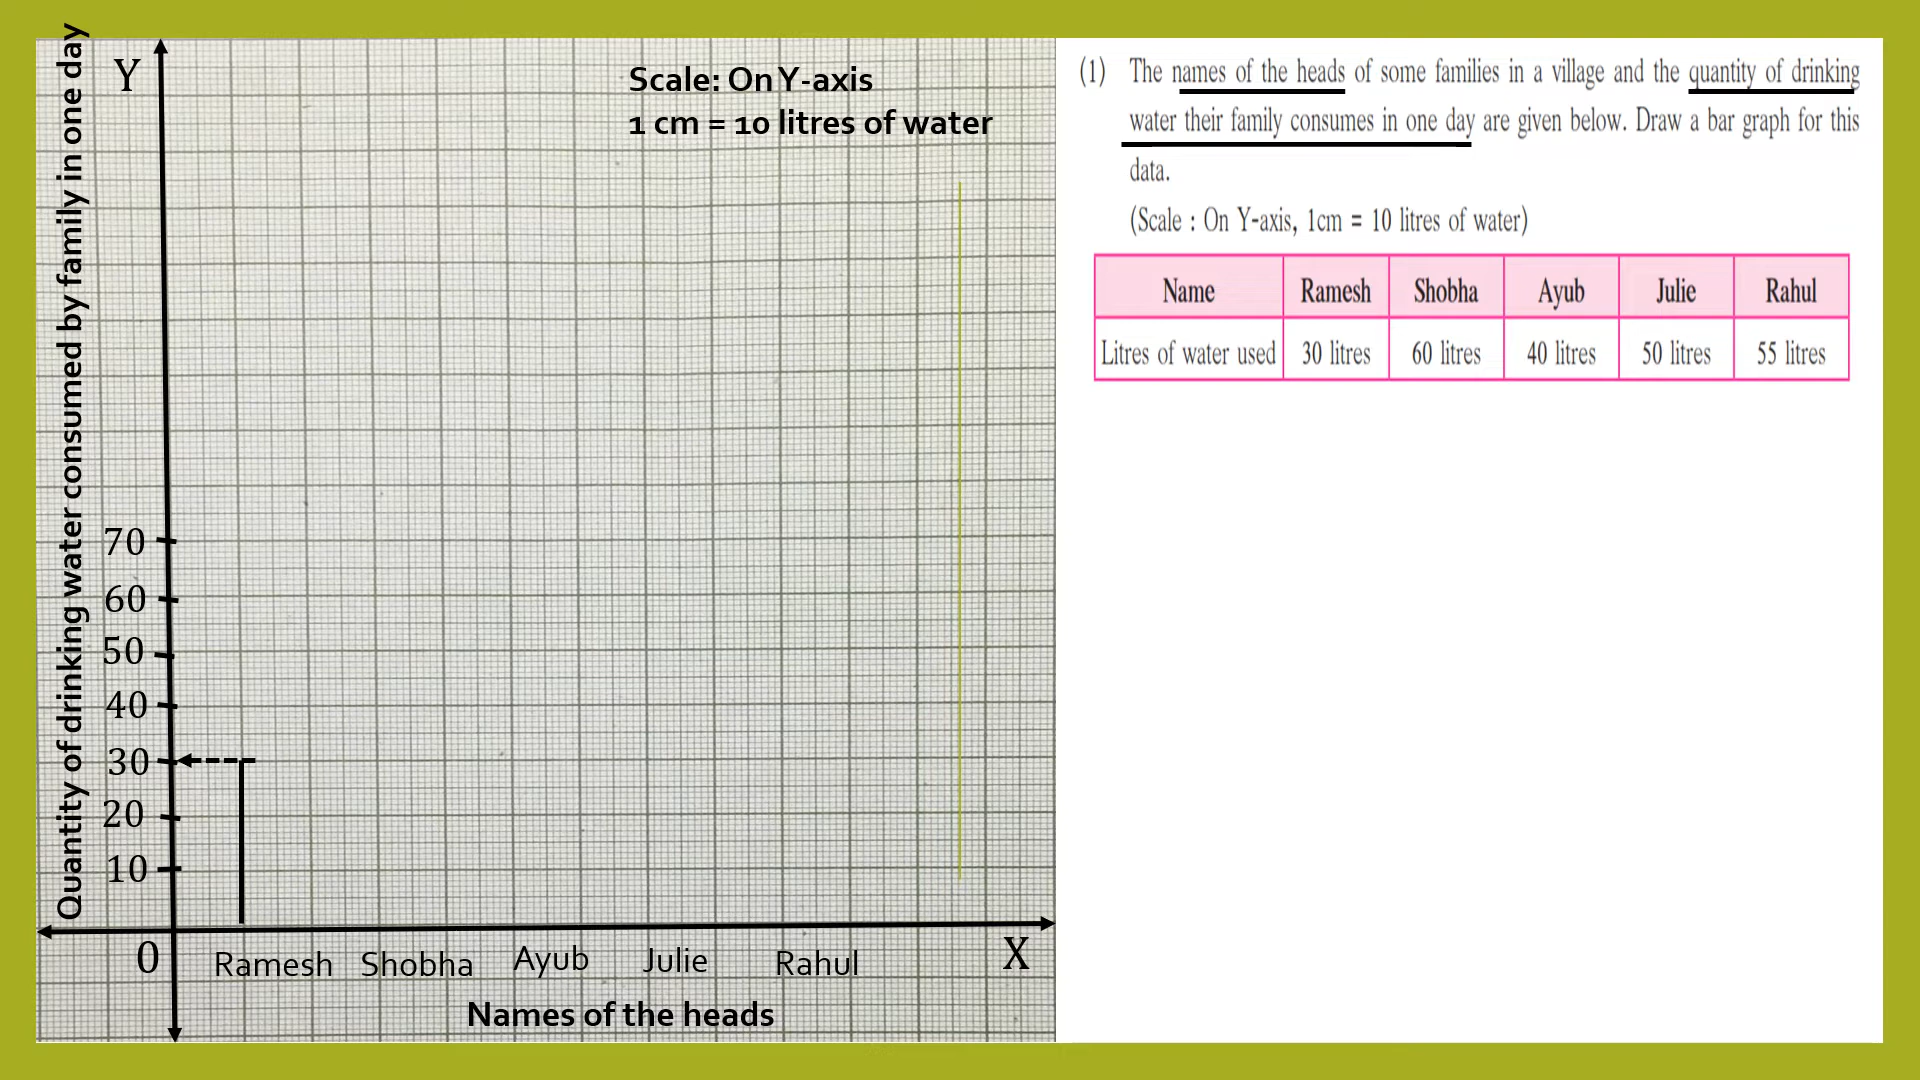 Quantity of drinking water consumed by family in one day
Y
Scale: On Y-axis
1 cm = 10 litres of water
70
60
50
40
30
20
10
0
Ramesh Shobha Ayub Julie Rahul X
Names of the heads
(1) The names of the heads of some families in a village and the quantity of drinking
water their family consumes in one day are given below. Draw a bar graph for this
data.
(Scale : On Y-axis, 1cm = 10 litres of water)
Name Ramesh Shobha Ayub Julie Rahul
Litres of water used 30 litres 60 litres 40 litres 50 litres 55 litres